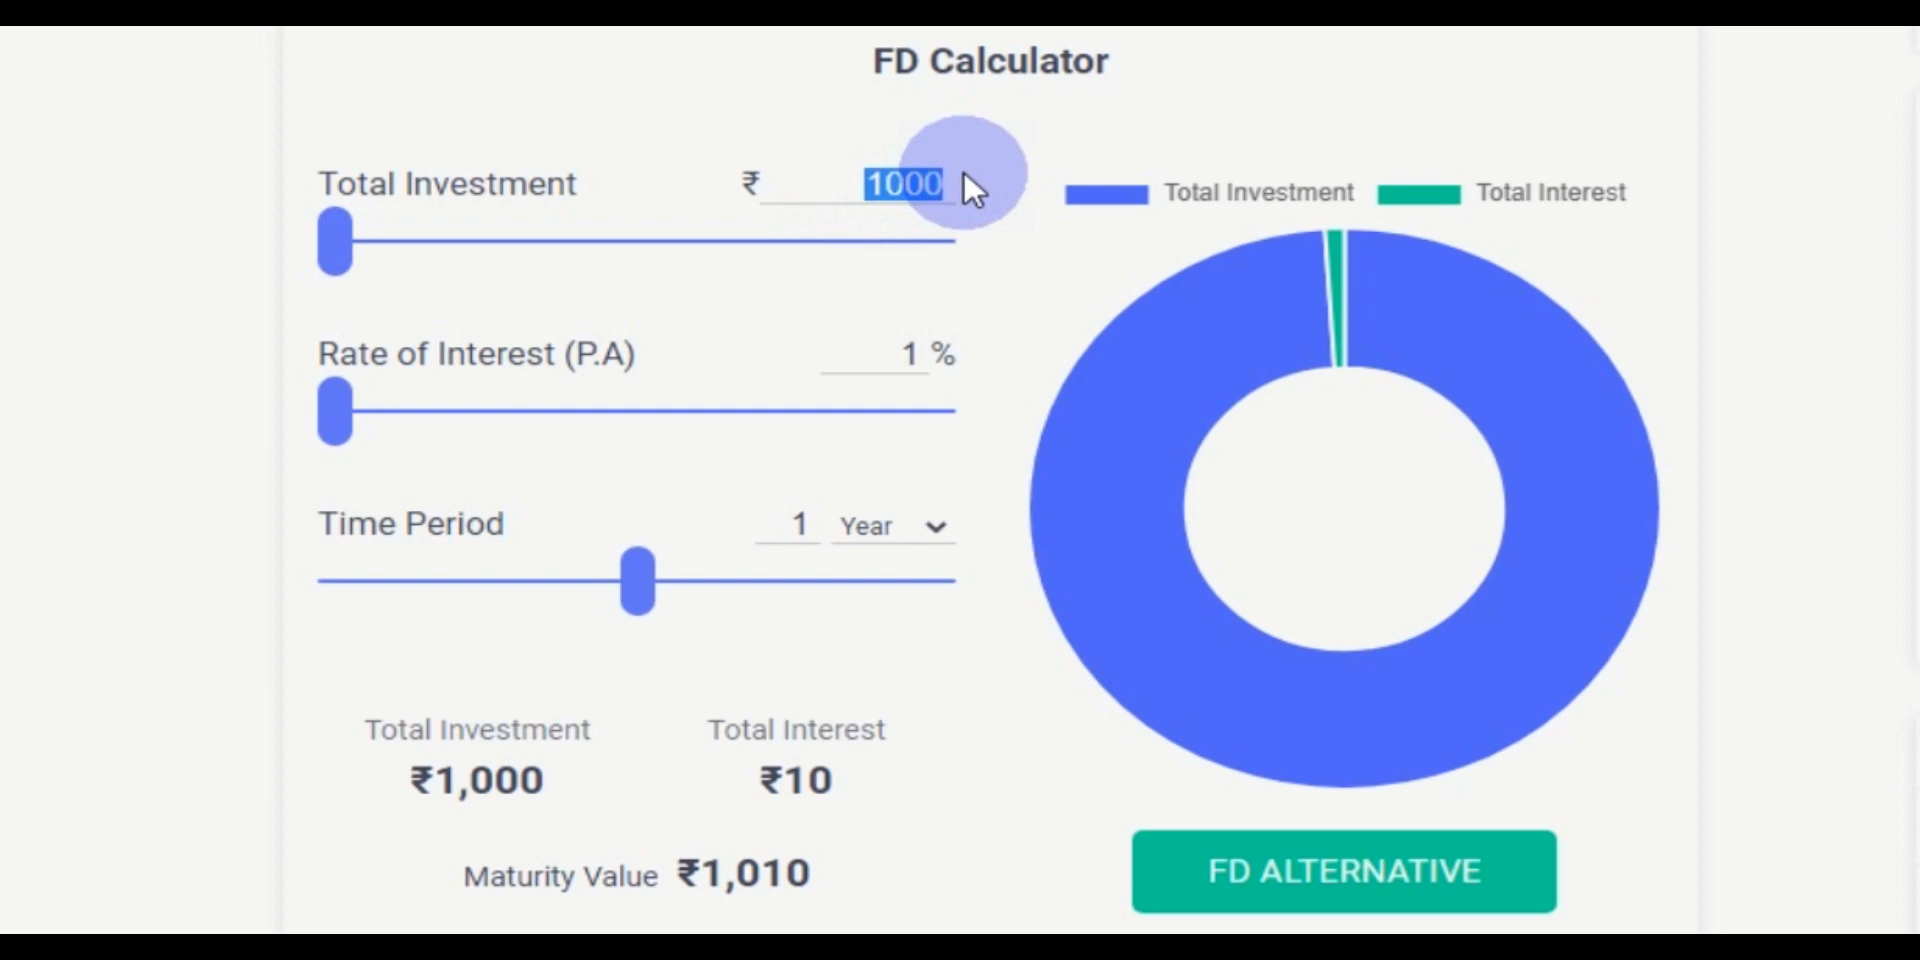 FD Calculator
Total Investment ₹ 1000
Total Investment Total Interest
Rate of Interest (P.A) 1 %
Time Period 1 Year
Total Investment Total Interest
₹1,000 ₹10
Maturity Value ₹1,010
FD ALTERNATIVE